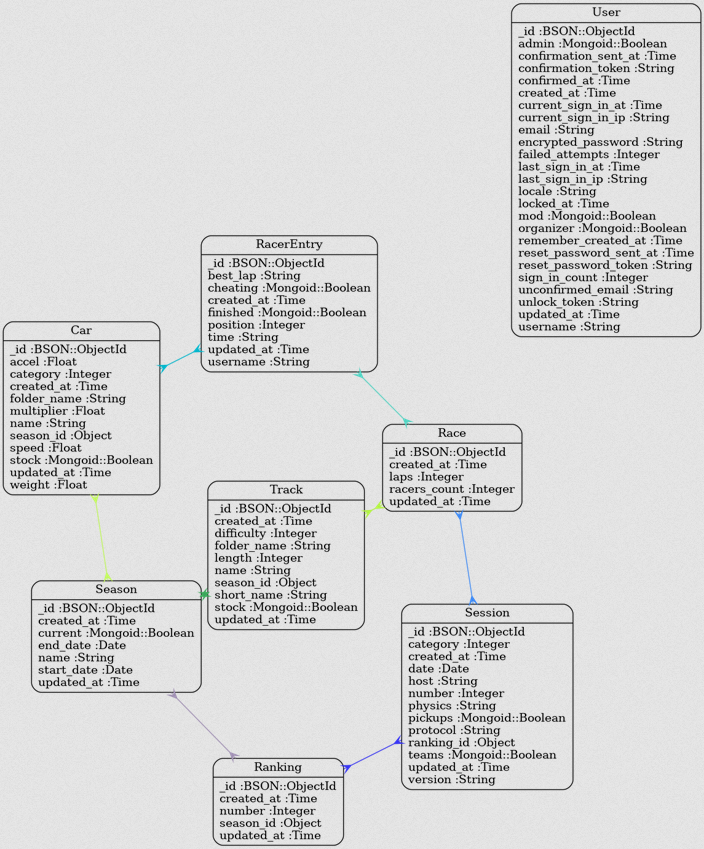 User
_id :BSON::ObjectId
admin :Mongoid::Boolean
confirmation_sent_at :Time
confirmation_token :String
confirmed_at :Time
created_at :Time
current_sign_in_at :Time
current_sign_in_ip :String
email :String
encrypted_password :String
failed_attempts :Integer
last_sign_in_at :Time
last_sign_in_ip :String
locale :String
locked_at :Time
mod :Mongoid::Boolean
organizer :Mongoid::Boolean
remember_created_at :Time
reset_password_sent_at :Time
reset_password_token :String
sign_in_count :Integer
unconfirmed_email :String
unlock_token :String
updated_at :Time
username :String
RacerEntry
_id :BSON::ObjectId
best_lap :String
cheating :Mongoid::Boolean
created_at :Time
finished :Mongoid::Boolean
position :Integer
time :String
updated_at :Time
username :String
Car
_id :BSON::ObjectId
accel :Float
category :Integer
created_at :Time
folder_name :String
multiplier :Float
name :String
season_id :Object
speed :Float
stock :Mongoid::Boolean
updated_at :Time
weight :Float
Race
_id :BSON::ObjectId
created_at :Time
laps :Integer
racers_count :Integer
updated_at :Time
Track
_id :BSON::ObjectId
created_at :Time
difficulty :Integer
folder_name :String
length :Integer
name :String
season_id :Object
short_name :String
stock :Mongoid::Boolean
updated_at :Time
Season
_id :BSON::ObjectId
created_at :Time
current :Mongoid::Boolean
end_date :Date
name :String
start_date :Date
updated_at :Time
Session
_id :BSON::ObjectId
category :Integer
created_at :Time
date :Date
host :String
number :Integer
physics :String
pickups :Mongoid::Boolean
protocol :String
ranking_id :Object
teams :Mongoid::Boolean
updated_at :Time
version :String
Ranking
_id :BSON::ObjectId
created_at :Time
number :Integer
season_id :Object
updated_at :Time